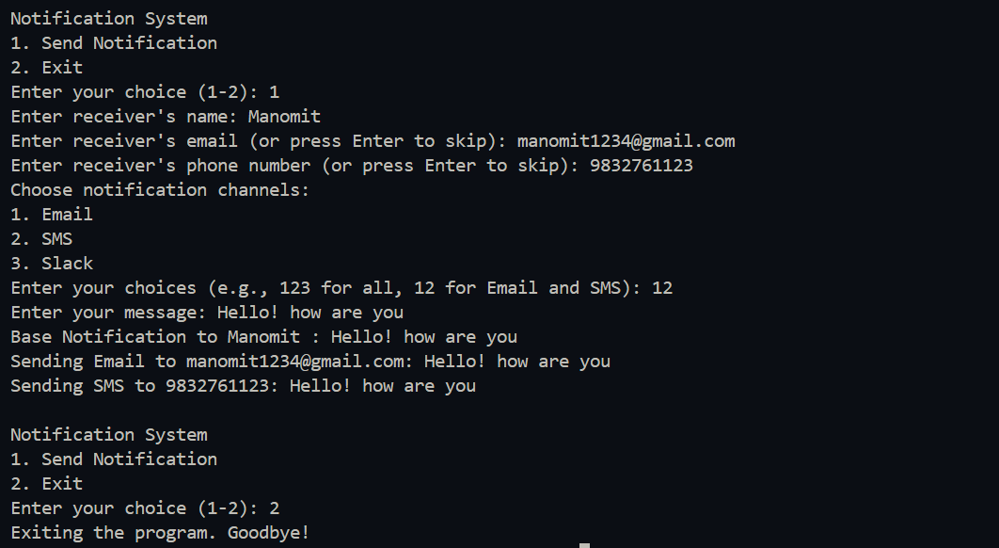 Notification System
1. Send Notification
2. Exit
Enter your choice (1-2): 1
Enter receiver's name: Manomit
Enter receiver's email (or press Enter to skip): manomit1234@gmail.com
Enter receiver's phone number (or press Enter to skip): 9832761123
Choose notification channels:
1. Email
2. SMS
3. Slack
Enter your choices (e.g., 123 for all, 12 for Email and SMS): 12
Enter your message: Hello! how are you
Base Notification to Manomit : Hello! how are you
Sending Email to manomit1234@gmail.com: Hello! how are you
Sending SMS to 9832761123: Hello! how are you
Notification System
1. Send Notification
2. Exit
Enter your choice (1-2): 2
Exiting the program. Goodbye!